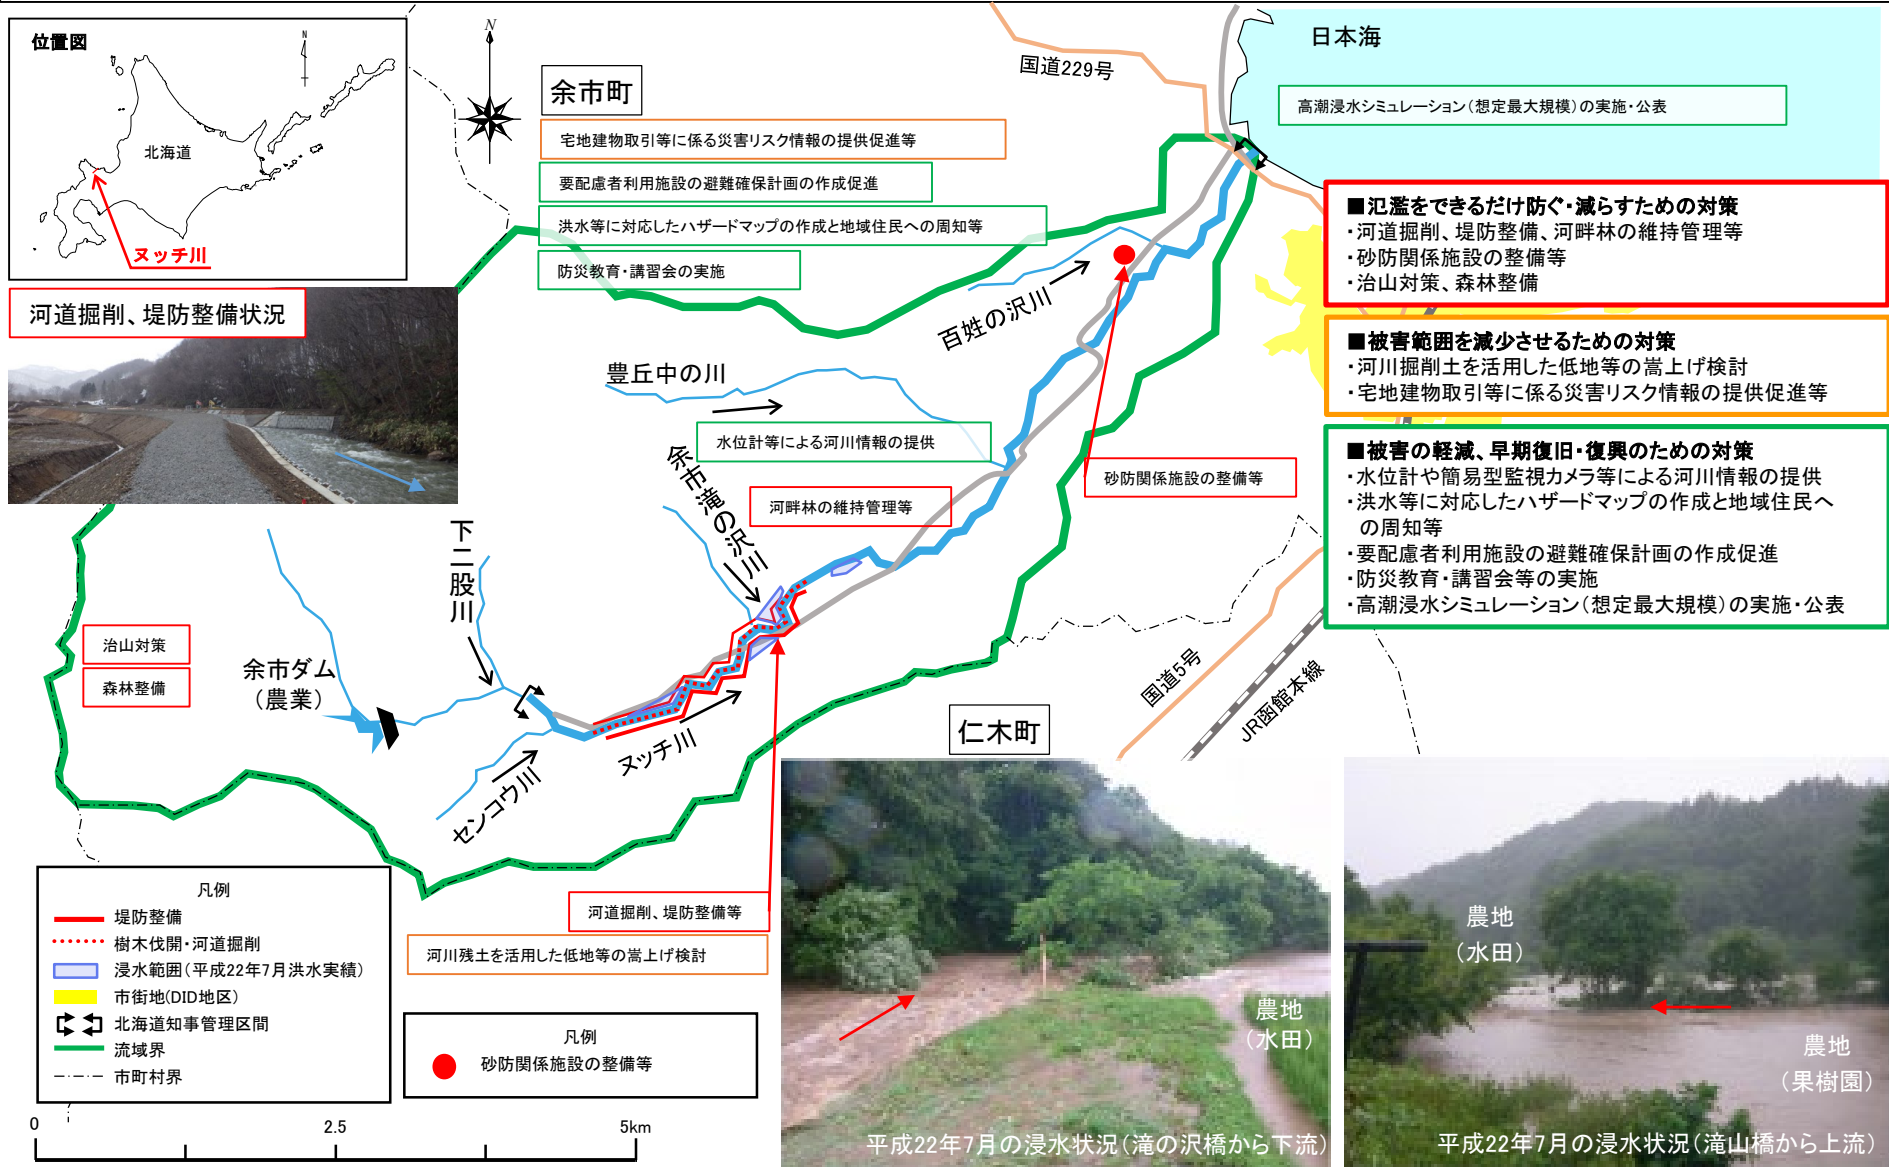 位置図
N
北海道
ヌッチ川
N
余市町
国道229号
日本海
高潮浸水シミュレーション(想定最大規模)の実施・公表
宅地建物取引等に係る災害リスク情報の提供促進等
要配慮者利用施設の避難確保計画の作成促進
洪水等に対応したハザードマップの作成と地域住民への周知等
防災教育・講習会の実施
■氾濫をできるだけ防ぐ・減らすための対策
・河道掘削、堤防整備、河畔林の維持管理等
・砂防関係施設の整備等
・治山対策、森林整備
■被害範囲を減少させるための対策
・河川掘削土を活用した低地等の嵩上げ検討
・宅地建物取引等に係る災害リスク情報の提供促進等
■被害の軽減、早期復旧・復興のための対策
・水位計や簡易型監視カメラ等による河川情報の提供
・洪水等に対応したハザードマップの作成と地域住民へ
の周知等
・要配慮者利用施設の避難確保計画の作成促進
・防災教育・講習会等の実施
・高潮浸水シミュレーション(想定最大規模)の実施・公表
河道掘削、堤防整備状況
百姓の沢川
豊丘中の川
水位計等による河川情報の提供
余市滝の沢川
砂防関係施設の整備等
河畔林の維持管理等
下二股川
治山対策
森林整備
余市ダム
(農業)
センコウ川
ヌッチ川
仁木町
国道5号
JR函館本線
河道掘削、堤防整備等
河川残土を活用した低地等の嵩上げ検討
凡例
堤防整備
樹木伐開・河道掘削
浸水範囲(平成22年7月洪水実績)
市街地(DID地区)
北海道知事管理区間
流域界
市町村界
凡例
砂防関係施設の整備等
0
2.5
5km
農地
(水田)
平成22年7月の浸水状況(滝の沢橋から下流)
農地
(水田)
農地
(果樹園)
平成22年7月の浸水状況(滝山橋から上流)